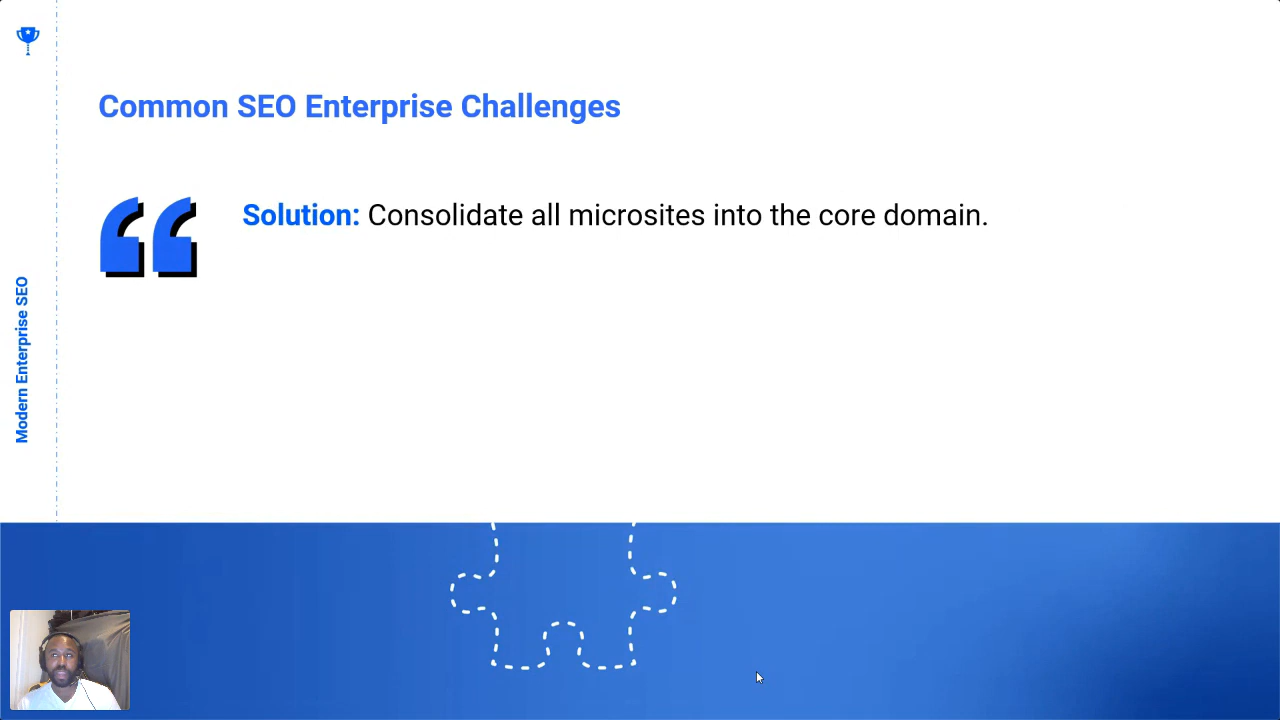 Common SEO Enterprise Challenges
Solution: Consolidate all microsites into the core domain.
Modern Enterprise SEO